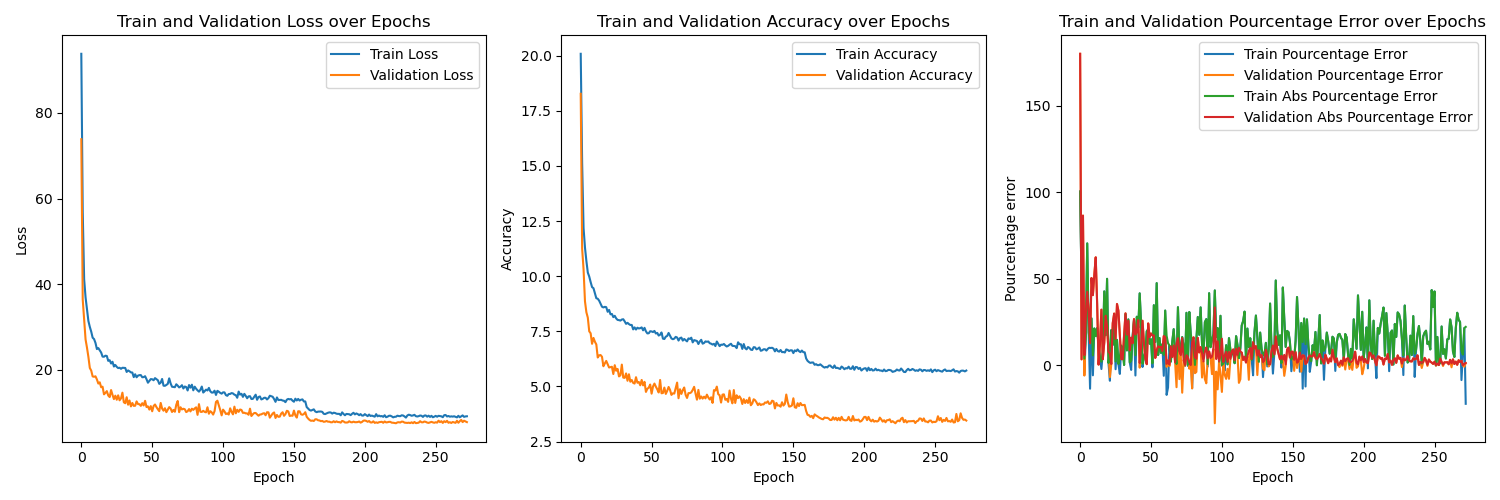 Train and Validation Loss over Epochs
Train Loss
Validation Loss
80
60
40
20
Loss
0 50 100 150 200 250
Epoch
Train and Validation Accuracy over Epochs
Train Accuracy
Validation Accuracy
20.0
17.5
15.0
12.5
10.0
7.5
5.0
2.5
Accuracy
0 50 100 150 200 250
Epoch
Train and Validation Pourcentage Error over Epochs
Train Pourcentage Error
Validation Pourcentage Error
Train Abs Pourcentage Error
Validation Abs Pourcentage Error
150
100
50
0
Pourcentage error
0 50 100 150 200 250
Epoch